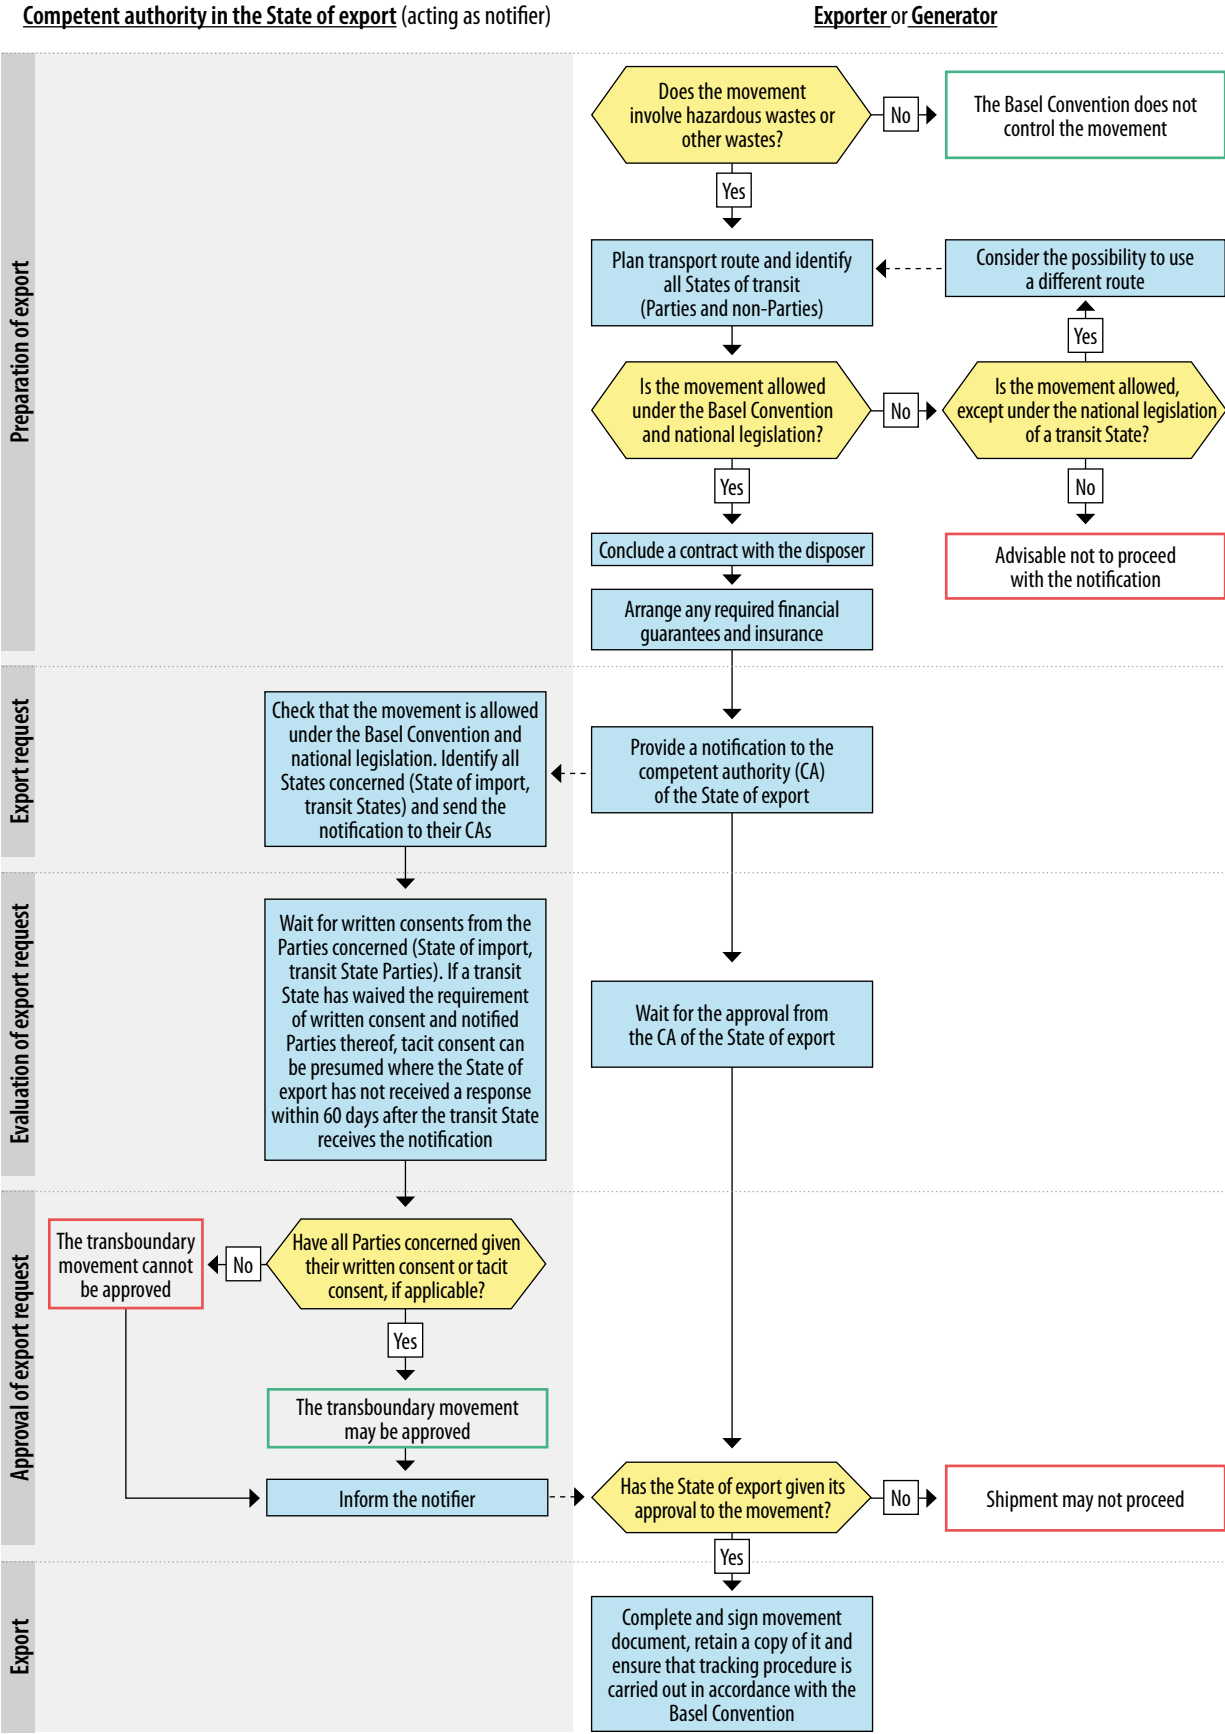 Competent authority in the State of export (acting as notifier)
Exporter or Generator
Preparation of export
Does the movement
involve hazardous wastes or
other wastes?
No
The Basel Convention does not
control the movement
Yes
Plan transport route and identify
all States of transit
(Parties and non-Parties)
Consider the possibility to use
a different route
Yes
Is the movement allowed
under the Basel Convention
and national legislation?
No
Is the movement allowed,
except under the national legislation
of a transit State?
Yes
No
Conclude a contract with the disposer
Advisable not to proceed
with the notification
Arrange any required financial
guarantees and insurance
Export request
Check that the movement is allowed
under the Basel Convention and
national legislation. Identify all
States concerned (State of import,
transit States) and send the
notification to their CAs
Provide a notification to the
competent authority (CA)
of the State of export
Evaluation of export request
Wait for written consents from the
Parties concerned (State of import,
transit State Parties). If a transit
State has waived the requirement
of written consent and notified
Parties thereof, tacit consent can
be presumed where the State of
export has not received a response
within 60 days after the transit State
receives the notification
Wait for the approval from
the CA of the State of export
Approval of export request
The transboundary
movement cannot
be approved
No
Have all Parties concerned given
their written consent or tacit
consent, if applicable?
Yes
The transboundary movement
may be approved
Inform the notifier
Has the State of export given its
approval to the movement?
No
Shipment may not proceed
Yes
Export
Complete and sign movement
document, retain a copy of it and
ensure that tracking procedure is
carried out in accordance with the
Basel Convention